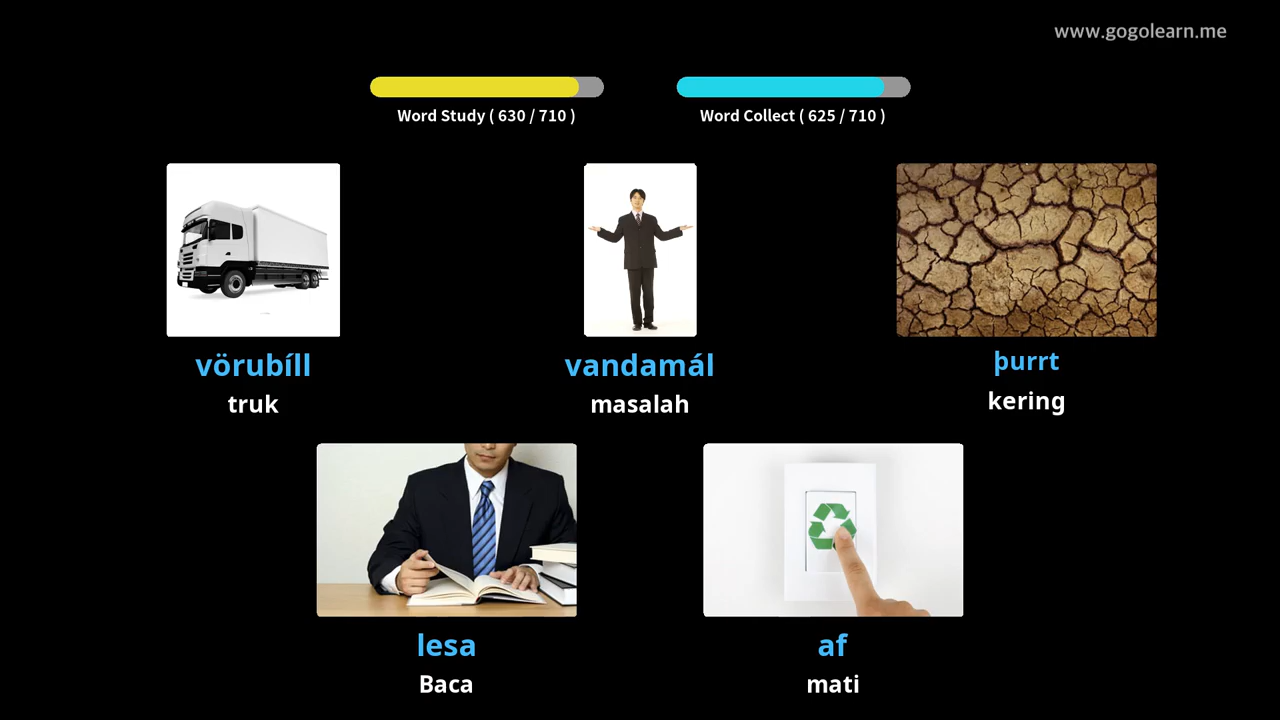 www.gogolearn.me
Word Study ( 630 / 710 )
Word Collect ( 625 / 710 )
vörubíll
truk
vandamál
masalah
þurrt
kering
lesa
Baca
af
mati